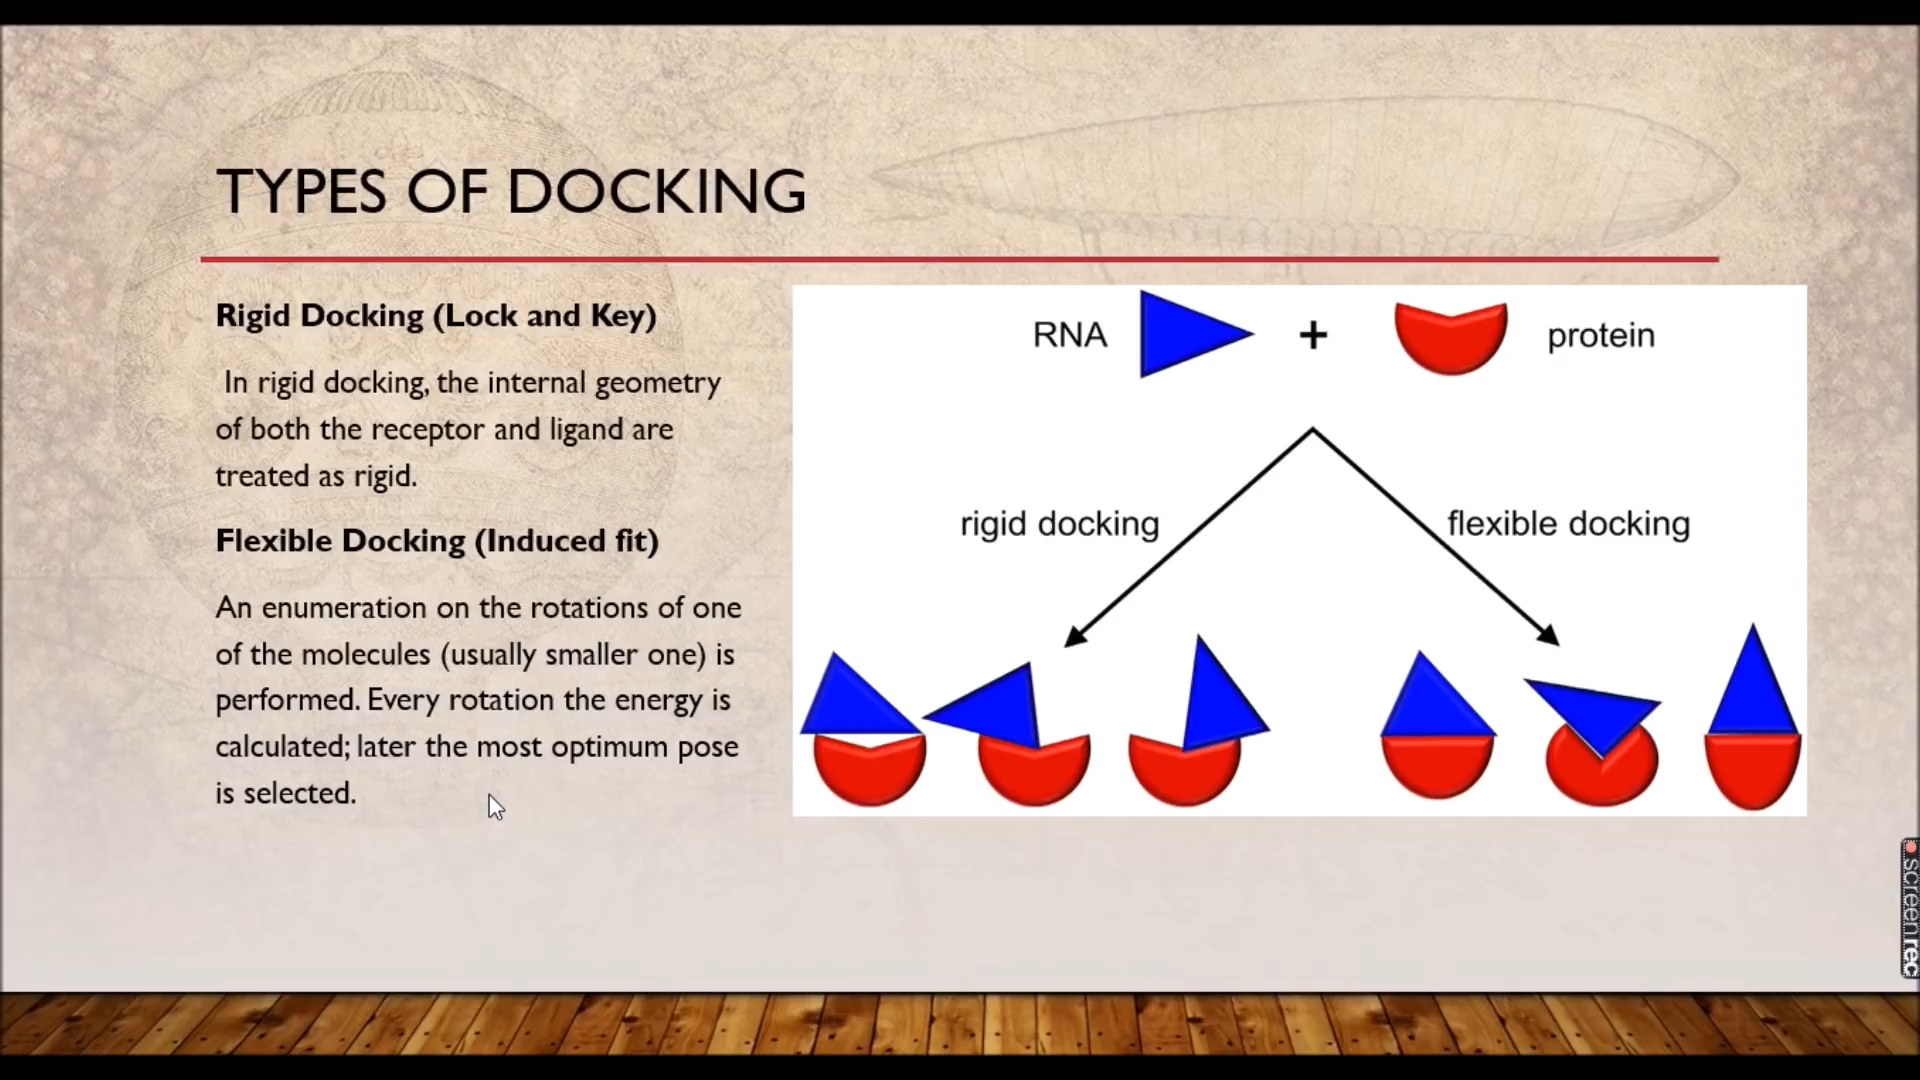 TYPES OF DOCKING
Rigid Docking (Lock and Key)
In rigid docking, the internal geometry
of both the receptor and ligand are
treated as rigid.
Flexible Docking (Induced fit)
An enumeration on the rotations of one
of the molecules (usually smaller one) is
performed. Every rotation the energy is
calculated; later the most optimum pose
is selected.
RNA + protein
rigid docking
flexible docking
screenrec